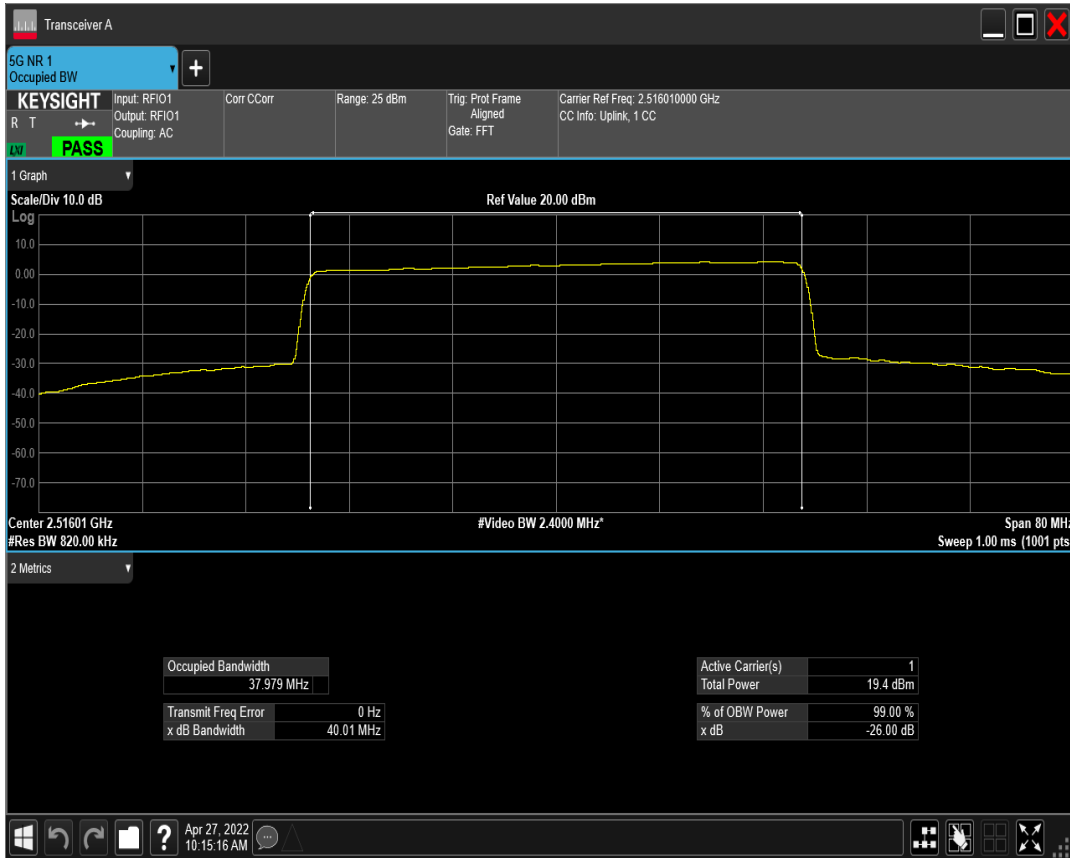 Transceiver A
5G NR 1
Occupied BW
+
KEYSIGHT
Input: RFIO1
Corr CCorr
Range: 25 dBm
Trig: Prot Frame
Carrier Ref Freq: 2.516010000 GHz
R T
Output: RFIO1
Aligned
CC Info: Uplink, 1 CC
Coupling: AC
Gate: FFT
LXI
PASS
1 Graph
Scale/Div 10.0 dB
Ref Value 20.00 dBm
Log
10.0
0.00
-10.0
-20.0
-30.0
-40.0
-50.0
-60.0
-70.0
Center 2.51601 GHz
#Video BW 2.4000 MHz*
Span 80 MHz
#Res BW 820.00 kHz
Sweep 1.00 ms (1001 pts
2 Metrics
Occupied Bandwidth
37.979 MHz
Transmit Freq Error 0 Hz
x dB Bandwidth 40.01 MHz
Active Carrier(s) 1
Total Power 19.4 dBm
% of OBW Power 99.00 %
x dB -26.00 dB
?
Apr 27, 2022
10:15:16 AM